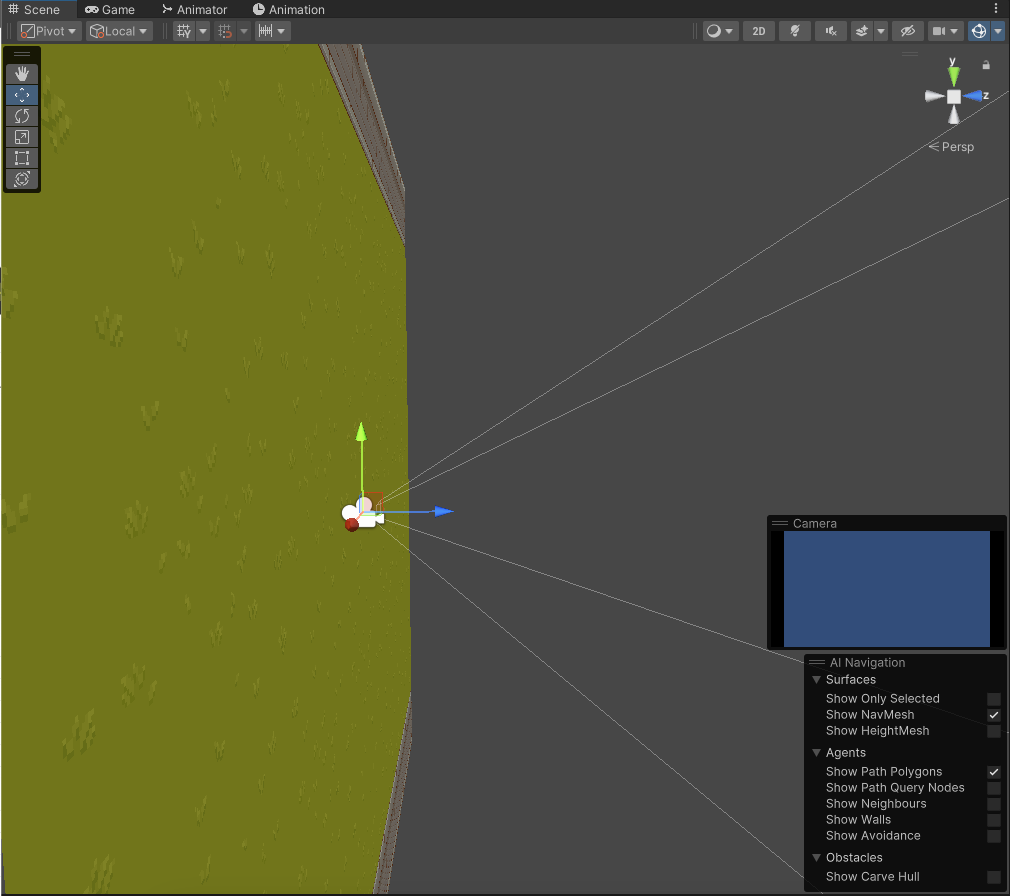 Scene Game Animator Animation
Pivot Local 2D
y
z
Persp
Camera
AI Navigation
Surfaces
Show Only Selected
Show NavMesh
Show HeightMesh
Agents
Show Path Polygons
Show Path Query Nodes
Show Neighbours
Show Walls
Show Avoidance
Obstacles
Show Carve Hull